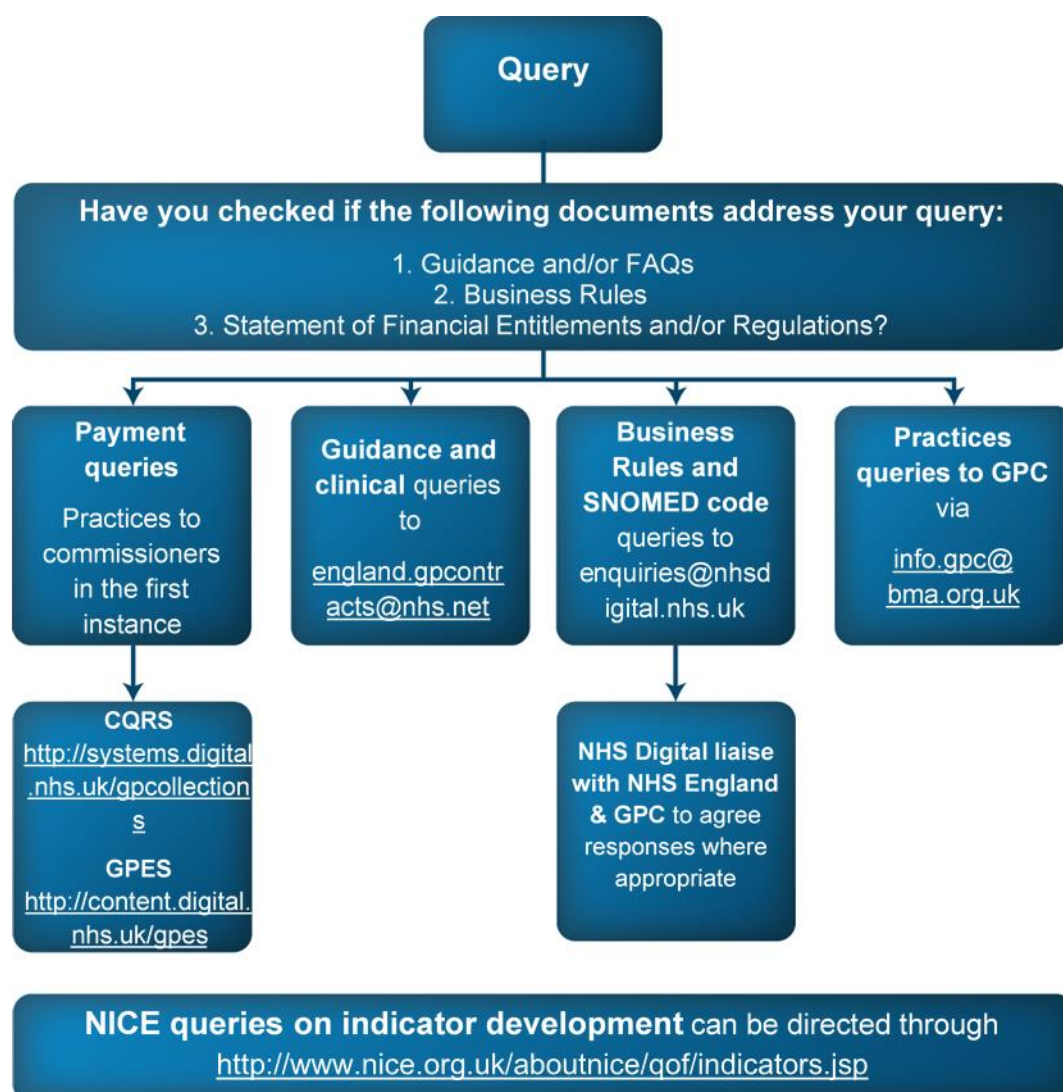 Query
Have you checked if the following documents address your query:
1. Guidance and/or FAQs
2. Business Rules
3. Statement of Financial Entitlements and/or Regulations?
Payment
queries
Practices to
commissioners
in the first
instance
Guidance and
clinical queries
to
england.gpcontr
acts@nhs.net
Business
Rules and
SNOMED code
queries to
enquiries@nhsd
igital.nhs.uk
Practices
queries to GPC
via
info.gpc@
bma.org.uk
CQRS
http://systems.digital
.nhs.uk/gpcollection
s
GPES
http://content.digital.
nhs.uk/gpes
NHS Digital liaise
with NHS England
& GPC to agree
responses where
appropriate
NICE queries on indicator development can be directed through
http://www.nice.org.uk/aboutnice/qof/indicators.jsp